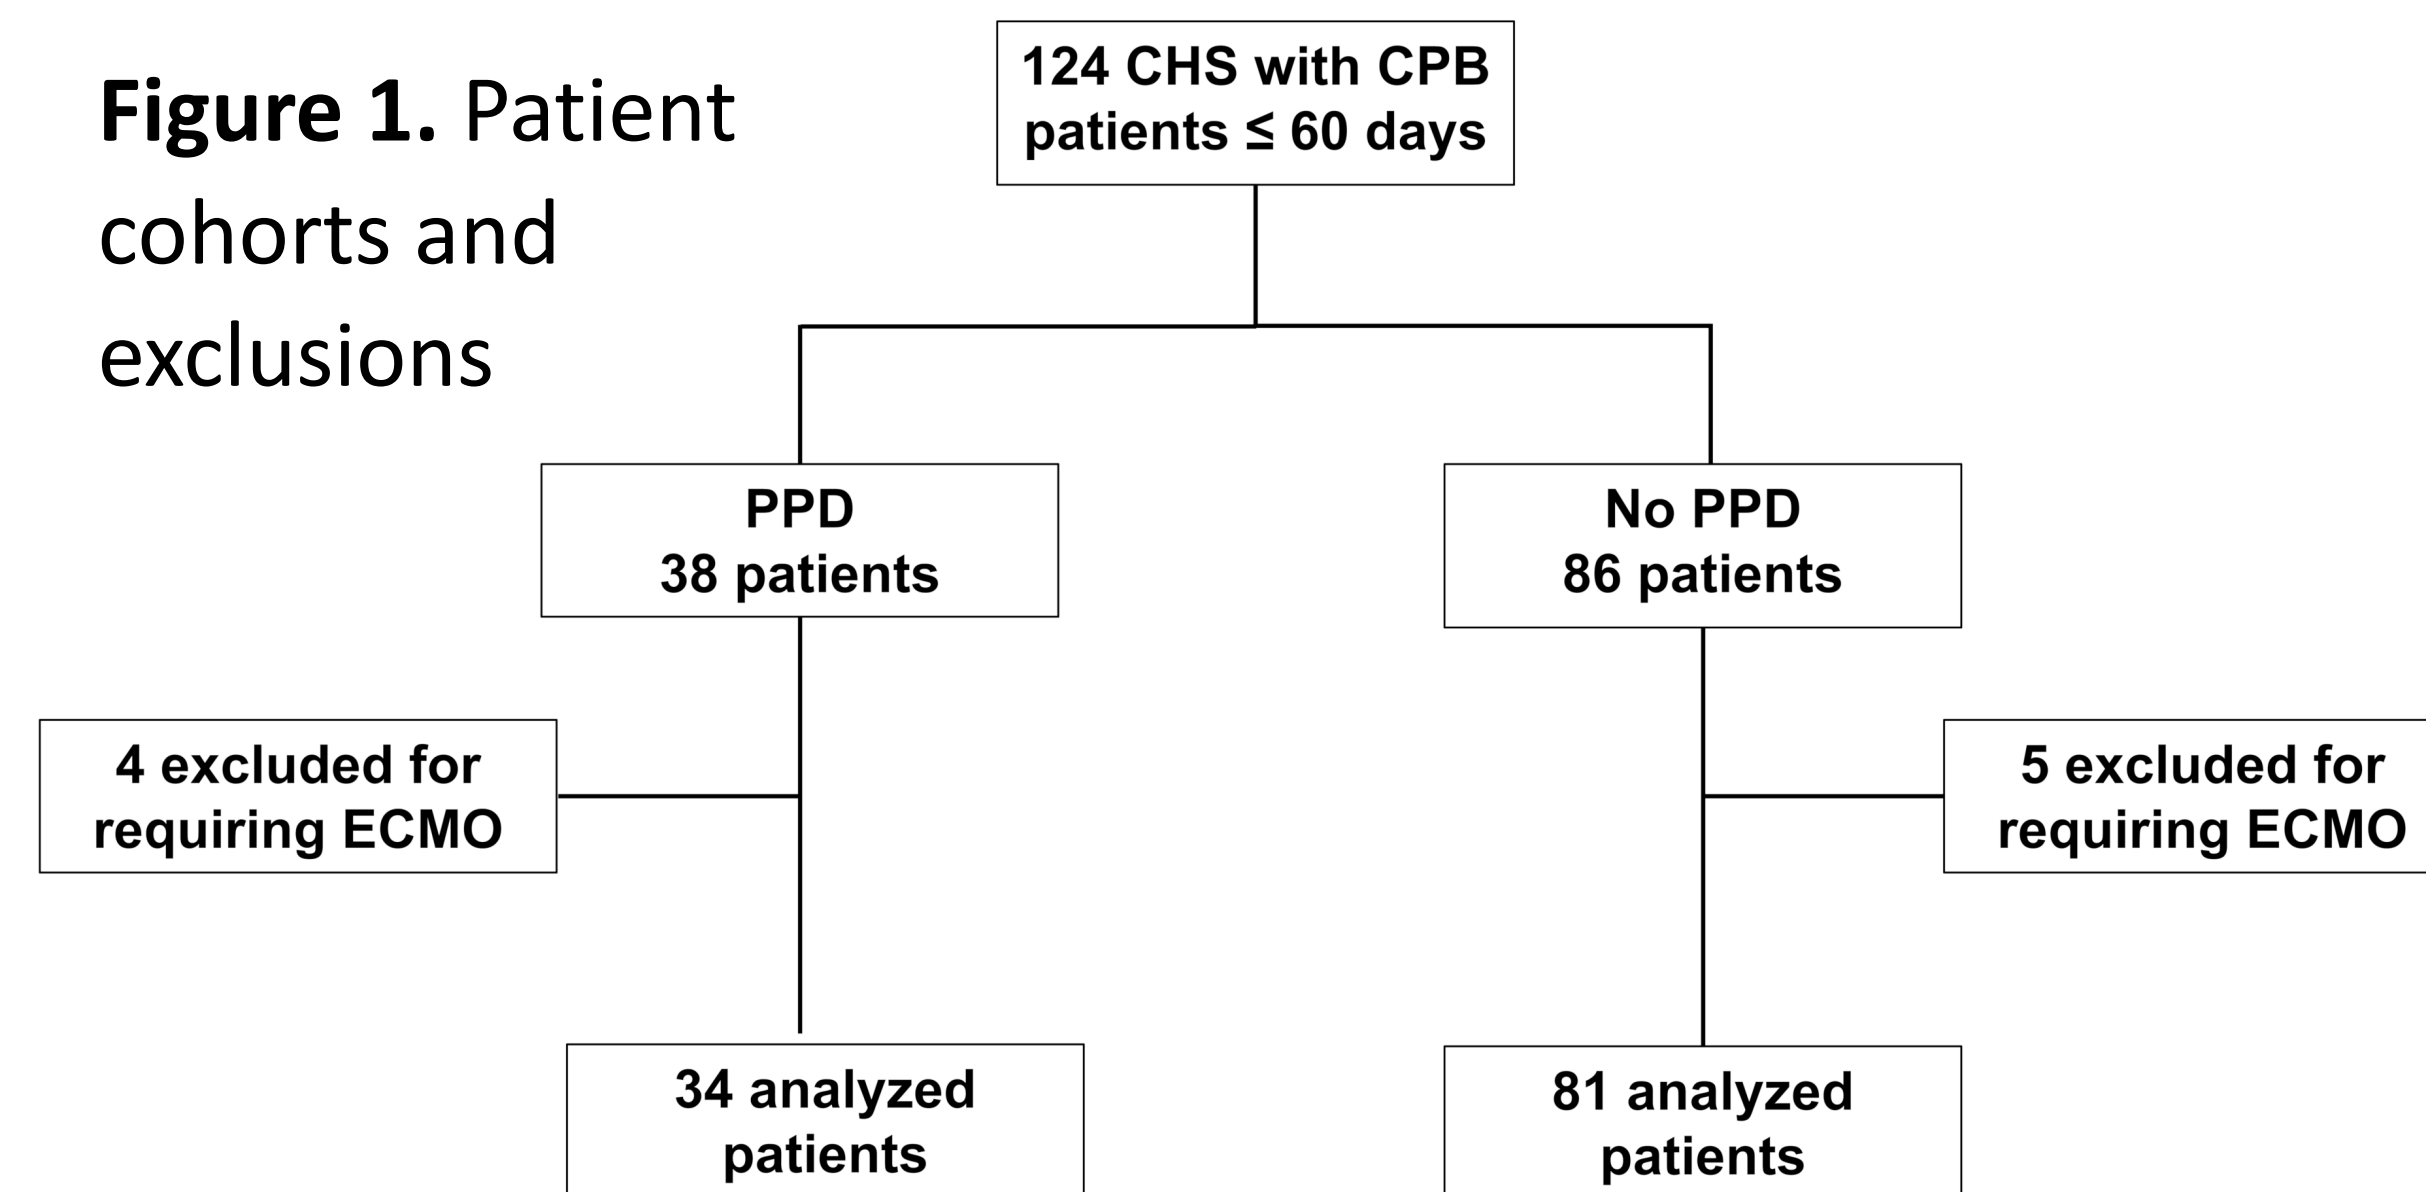 Figure 1. Patient
cohorts and
exclusions
124 CHS with CPB
patients ≤ 60 days
PPD
38 patients
No PPD
86 patients
4 excluded for
requiring ECMO
5 excluded for
requiring ECMO
34 analyzed
patients
81 analyzed
patients